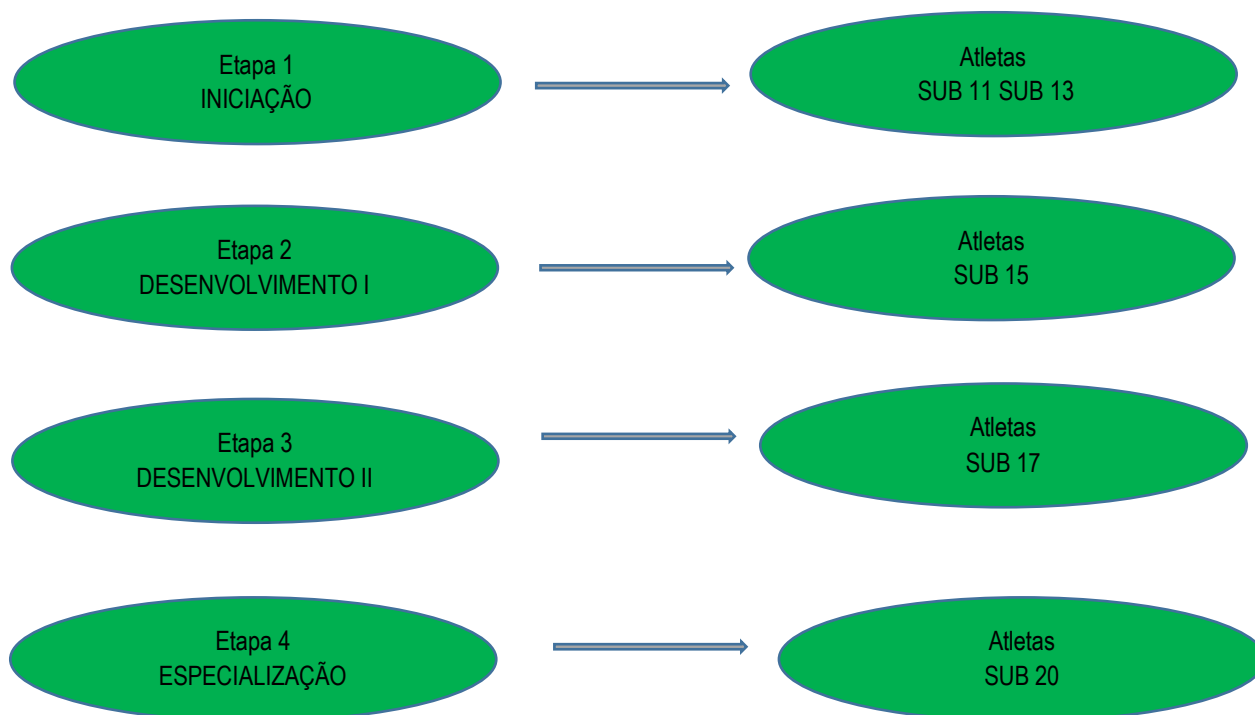 Etapa 1
INICIAÇÃO
Atletas
SUB 11 SUB 13
Etapa 2
DESENVOLVIMENTO I
Atletas
SUB 15
Etapa 3
DESENVOLVIMENTO II
Atletas
SUB 17
Etapa 4
ESPECIALIZAÇÃO
Atletas
SUB 20